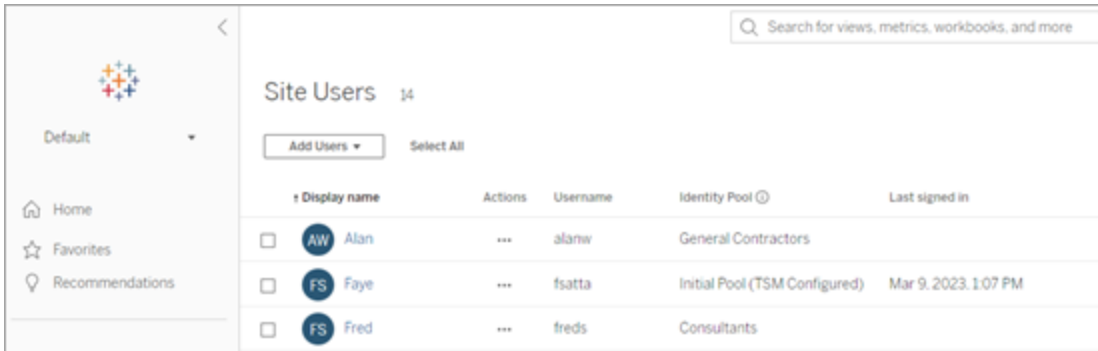 Search for views, metrics, workbooks, and more
Site Users 14
Default
Add Users Select All
Display name Actions Username Identity Pool Last signed in
Home
AW Alan ... alanw General Contractors
Favorites
Recommendations
FS Faye ... fsatta Initial Pool (TSM Configured) Mar 9, 2023, 1:07 PM
FS Fred ... freds Consultants